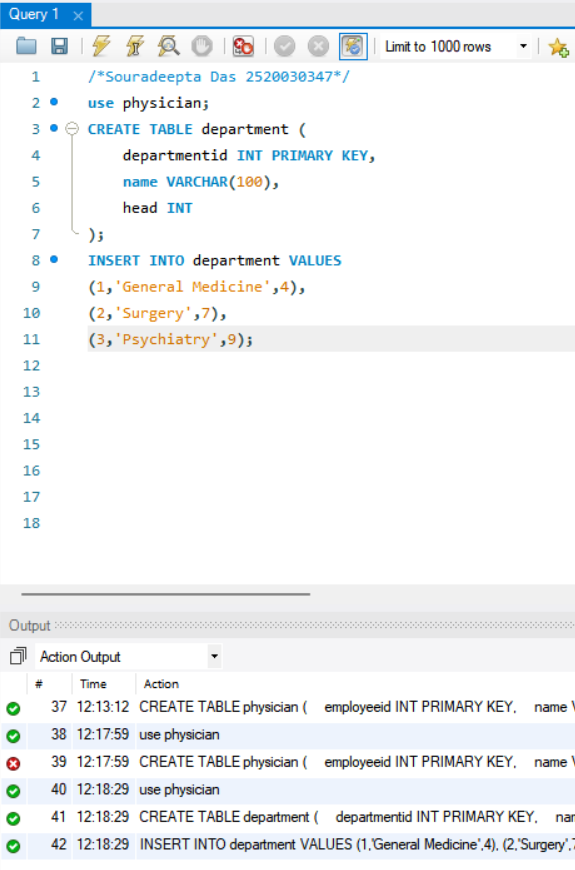 Query 1
Limit to 1000 rows
1 /*Souradeepta Das 2520030347*/
2 use physician;
3 CREATE TABLE department (
4 departmentid INT PRIMARY KEY,
5 name VARCHAR(100),
6 head INT
7 );
8 INSERT INTO department VALUES
9 (1,'General Medicine',4),
10 (2,'Surgery',7),
11 (3,'Psychiatry',9);
12
13
14
15
16
17
18
Output
Action Output
# Time Action
37 12:13:12 CREATE TABLE physician ( employeeid INT PRIMARY KEY, name V
38 12:17:59 use physician
39 12:17:59 CREATE TABLE physician ( employeeid INT PRIMARY KEY, name V
40 12:18:29 use physician
41 12:18:29 CREATE TABLE department ( departmentid INT PRIMARY KEY, nam
42 12:18:29 INSERT INTO department VALUES (1,'General Medicine',4), (2,'Surgery',7